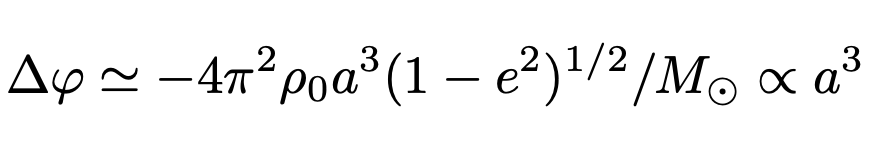 Δφ ≃ −4π²ρ₀a³(1 − e²)^{1/2}/M_⊙ ∝ a³